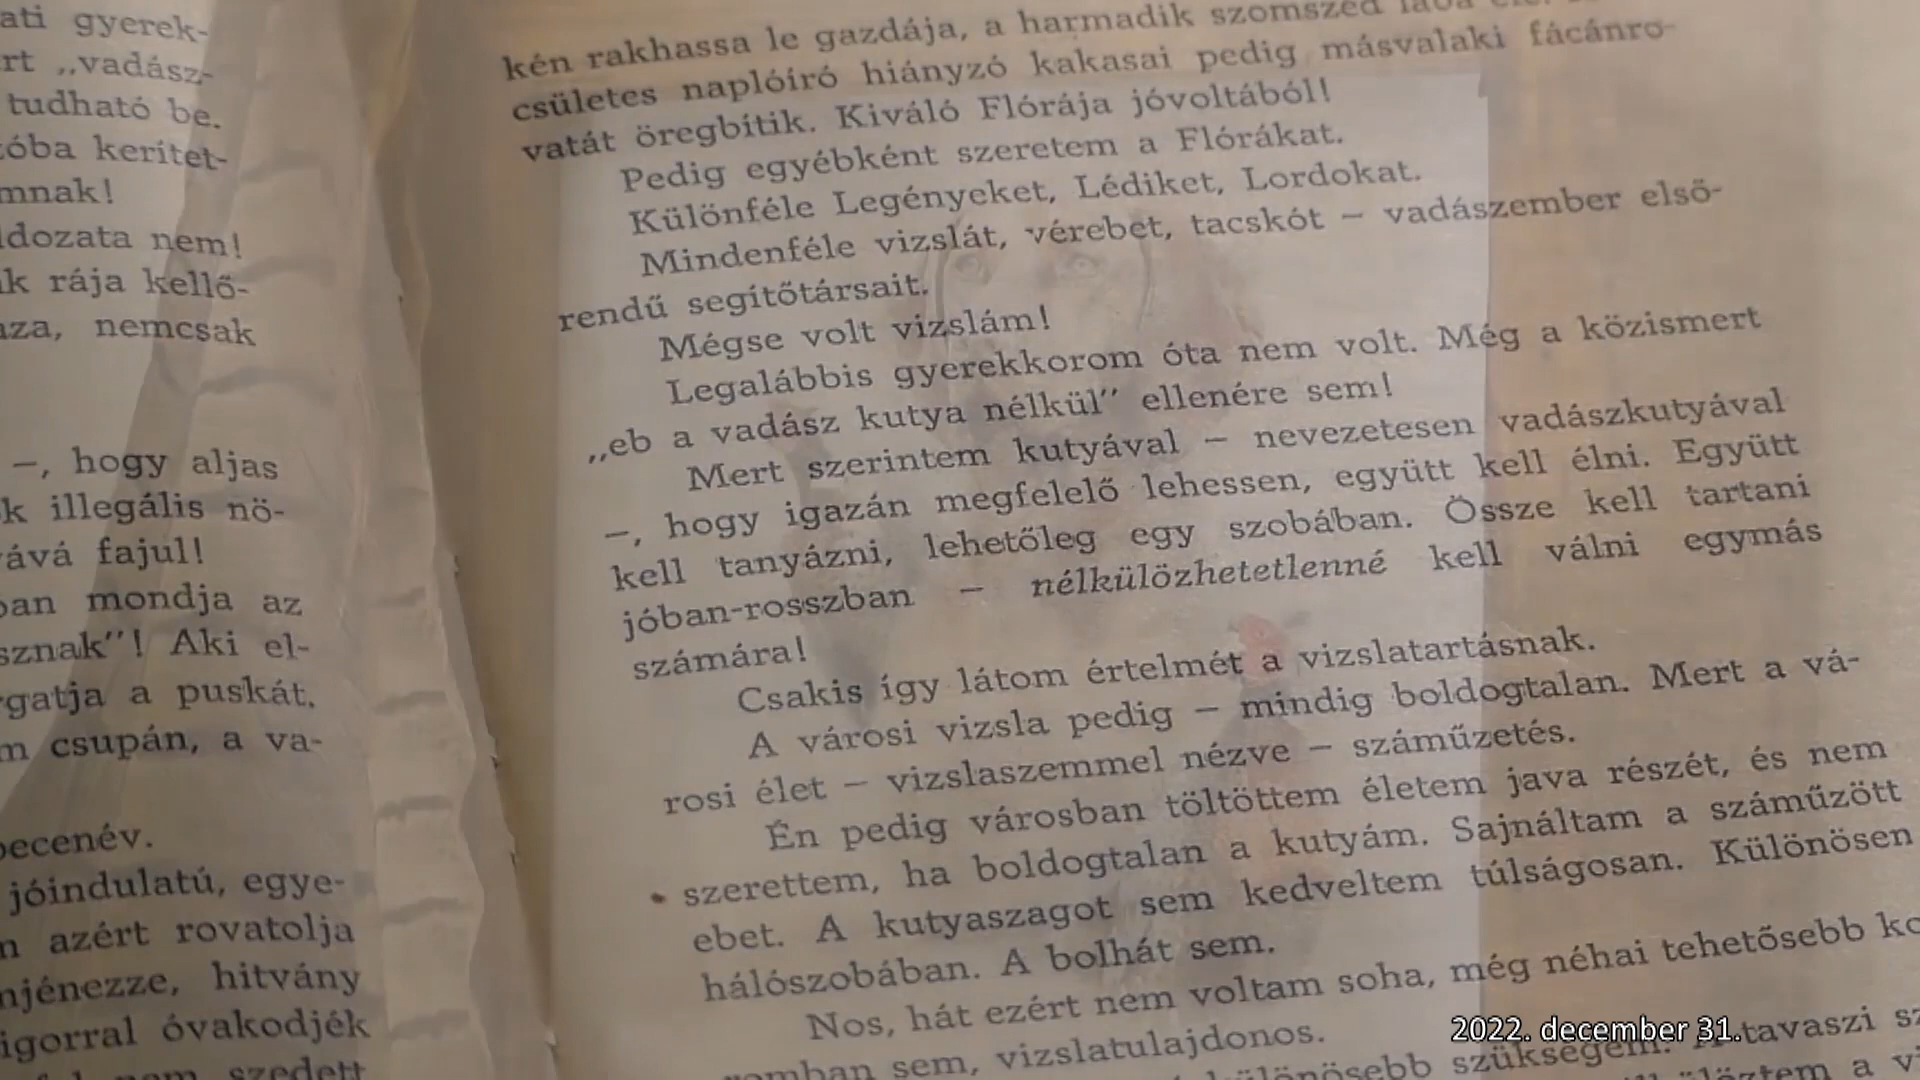 ati gyerek-
rt „vadász-
tudható be.
óba kerítet-
mnak!
dozata nem!
k rája kellő-
za, nemcsak
–, hogy aljas
k illegális nö-
ává fajul!
ban mondja az
sznak”! Aki el-
gatja a puskát,
m csupán, a va-
becenév.
jóindulatú, egye-
n azért rovatolja
njénezze, hitvány
igorral óvakodjék
nem szedett
kén rakhassa le gazdája, a harmadik szomszéd
csületes naplóíró hiányzó kakasai pedig másvalaki fácánro-
vatát öregbítik. Kiváló Flórája jóvoltából!
Pedig egyébként szeretem a Flórákat.
Különféle Legényeket, Lédiket, Lordokat.
Mindenféle vizslát, vérebet, tacskót – vadászember első-
rendű segítőtársait.
Mégse volt vizslám!
Legalábbis gyerekkorom óta nem volt. Még a közismert
„eb a vadász kutya nélkül” ellenére sem!
Mert szerintem kutyával – nevezetesen vadászkutyával
–, hogy igazán megfelelő lehessen, együtt kell élni. Együtt
kell tanyázni, lehetőleg egy szobában. Össze kell tartani
jóban-rosszban – nélkülözhetetlenné kell válni egymás
számára!
Csakis így látom értelmét a vizslatartásnak.
A városi vizsla pedig – mindig boldogtalan. Mert a vá-
rosi élet – vizslaszemmel nézve – száműzetés.
Én pedig városban töltöttem életem java részét, és nem
szerettem, ha boldogtalan a kutyám. Sajnáltam a száműzött
ebet. A kutyaszagot sem kedveltem túlságosan. Különösen
hálószobában. A bolhát sem.
Nos, hát ezért nem voltam soha, még néhai tehetősebb ko
romban sem, vizslatulajdonos.
különösebb szükségem. A tavaszi
a
2022. december 31.